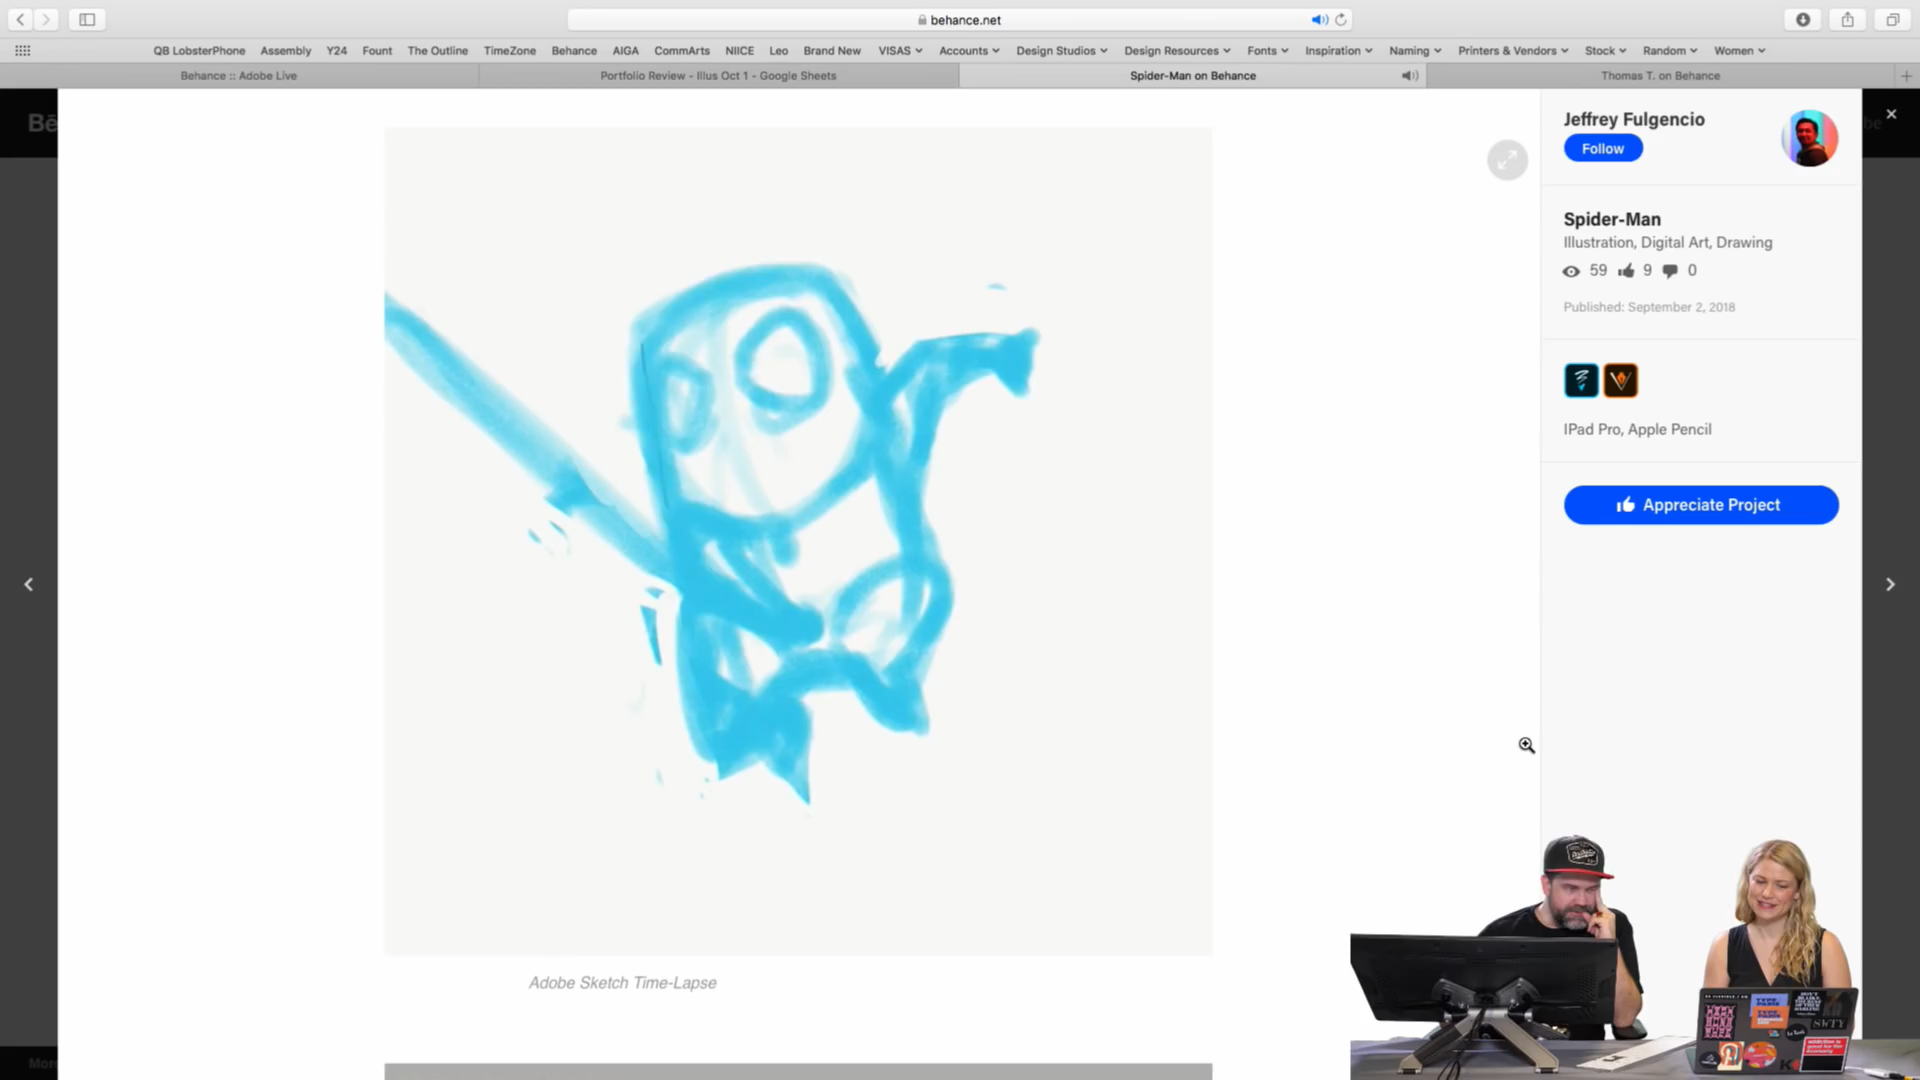 behance.net
QB LobsterPhone Assembly Y24 Fount The Outline TimeZone Behance AIGA CommArts NIICE Leo Brand New VISAS Accounts Design Studios Design Resources Fonts Inspiration Naming Printers & Vendors Stock Random Women
Behance :: Adobe Live
Portfolio Review - Illus Oct 1 - Google Sheets
Spider-Man on Behance
Thomas T. on Behance
Bē
Jeffrey Fulgencio
Follow
Spider-Man
Illustration, Digital Art, Drawing
59 9 0
Published: September 2, 2018
IPad Pro, Apple Pencil
Appreciate Project
Adobe Sketch Time-Lapse
More
SWTY